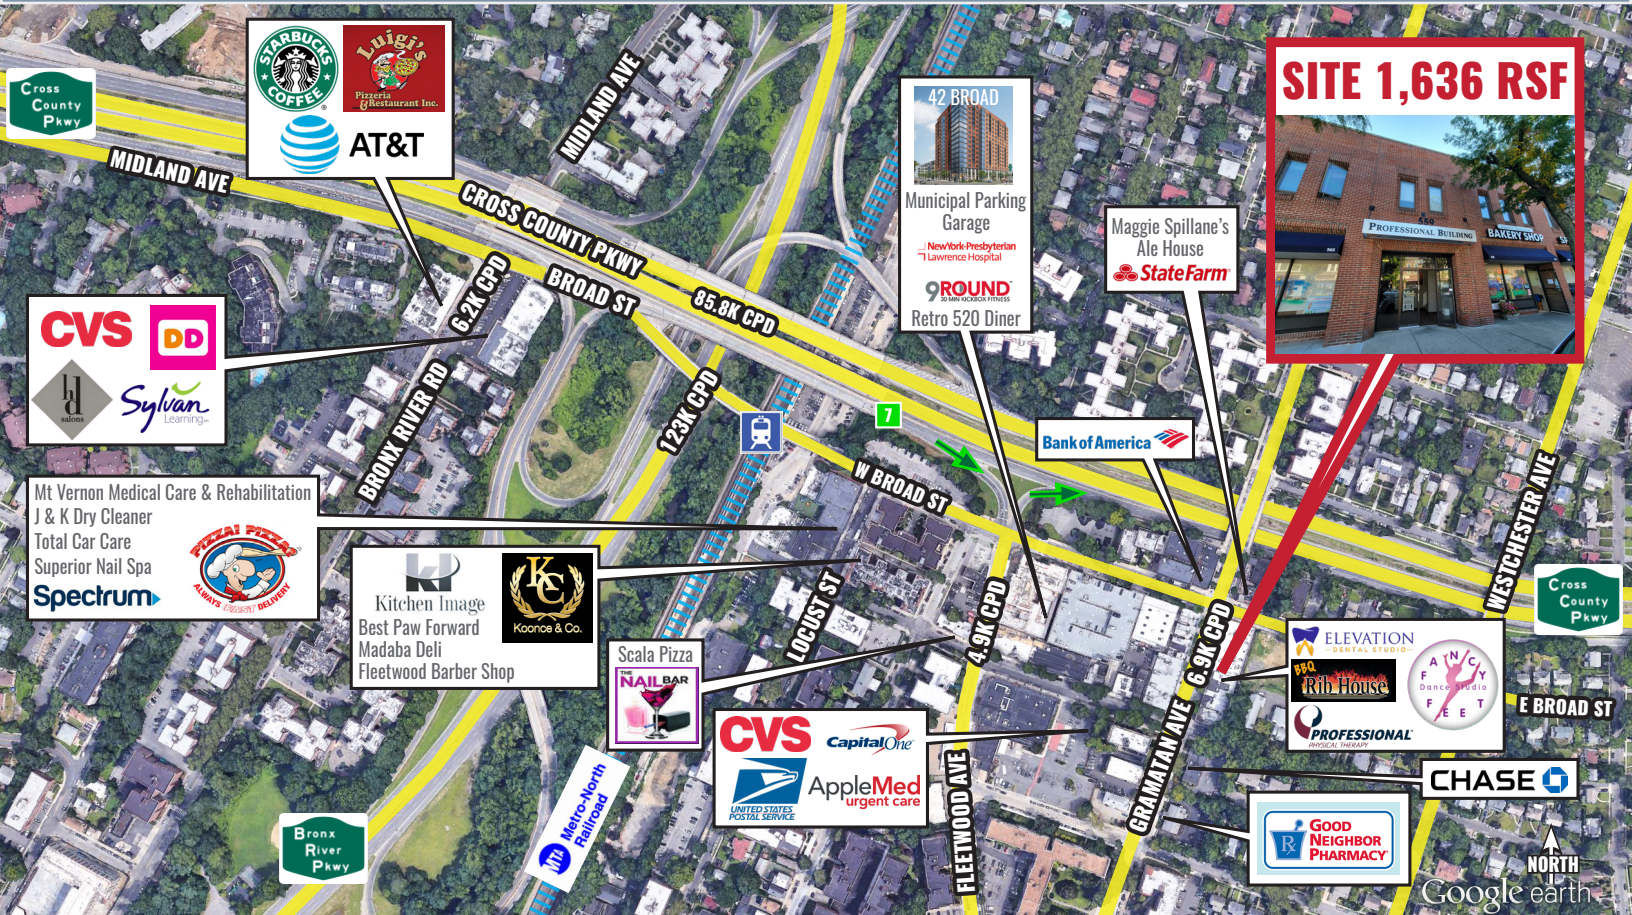 Cross
County
Pkwy
STARBUCKS
COFFEE
Luigi's
Pizzeria
& Restaurant Inc.
AT&T
MIDLAND AVE
MIDLAND AVE
CROSS COUNTY PKWY
85.8K CPD
BROAD ST
6.2K CPD
42 BROAD
Municipal Parking
Garage
NewYork-Presbyterian
Lawrence Hospital
9ROUND
30 MIN KICKBOX FITNESS
Retro 520 Diner
Maggie Spillane's
Ale House
State Farm
SITE 1,636 RSF
550
PROFESSIONAL BUILDING
BAKERY SHOP
CVS
DD
hd
salons
Sylvan
Learning
BRONX RIVER RD
123K CPD
7
W BROAD ST
Bank of America
WESTCHESTER AVE
Cross
County
Pkwy
Mt Vernon Medical Care & Rehabilitation
J & K Dry Cleaner
Total Car Care
Superior Nail Spa
Spectrum
PIZZA! PIZZA!
ALWAYS FAST DELIVERY
Kitchen Image
Best Paw Forward
Madaba Deli
Fleetwood Barber Shop
KC
Koonce & Co.
LOCUST ST
4.9K CPD
6.9K CPD
Scala Pizza
THE
NAIL BAR
CVS
Capital One
UNITED STATES
POSTAL SERVICE
AppleMed
urgent care
ELEVATION
DENTAL STUDIO
BBQ
Rib House
FANCY
Dance Studio
FEET
PROFESSIONAL
PHYSICAL THERAPY
E BROAD ST
GRAMATAN AVE
FLEETWOOD AVE
CHASE
GOOD
NEIGHBOR
PHARMACY
MTA
Metro-North
Railroad
Bronx
River
Pkwy
NORTH
Google earth